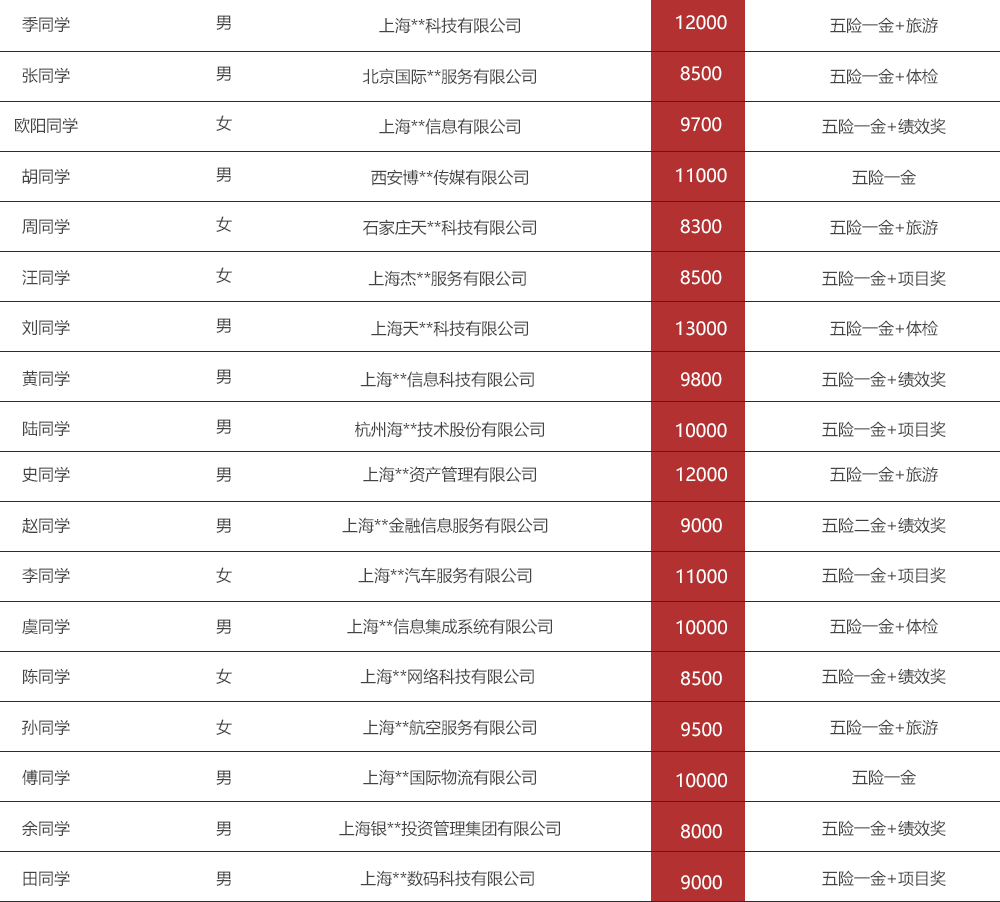 季同学 男 上海**科技有限公司 12000 五险一金+旅游
张同学 男 北京国际**服务有限公司 8500 五险一金+体检
欧阳同学 女 上海**信息有限公司 9700 五险一金+绩效奖
胡同学 男 西安博**传媒有限公司 11000 五险一金
周同学 女 石家庄天**科技有限公司 8300 五险一金+旅游
汪同学 女 上海杰**服务有限公司 8500 五险一金+项目奖
刘同学 男 上海天**科技有限公司 13000 五险一金+体检
黄同学 男 上海**信息科技有限公司 9800 五险一金+绩效奖
陆同学 男 杭州海**技术股份有限公司 10000 五险一金+项目奖
史同学 男 上海**资产管理有限公司 12000 五险一金+旅游
赵同学 男 上海**金融信息服务有限公司 9000 五险二金+绩效奖
李同学 女 上海**汽车服务有限公司 11000 五险一金+项目奖
虞同学 男 上海**信息集成系统有限公司 10000 五险一金+体检
陈同学 女 上海**网络科技有限公司 8500 五险一金+绩效奖
孙同学 女 上海**航空服务有限公司 9500 五险一金+旅游
傅同学 男 上海**国际物流有限公司 10000 五险一金
余同学 男 上海银**投资管理集团有限公司 8000 五险一金+绩效奖
田同学 男 上海**数码科技有限公司 9000 五险一金+项目奖